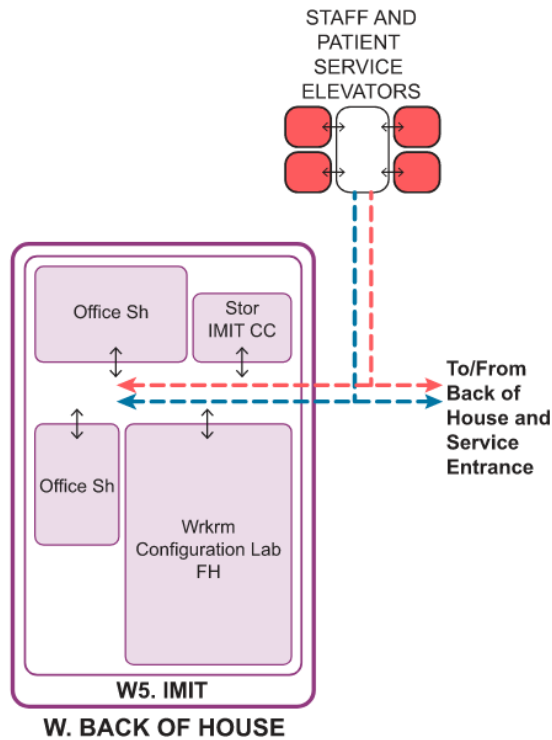 STAFF AND
PATIENT
SERVICE
ELEVATORS
Office Sh
Stor
IMIT CC
To/From
Back of
House and
Service
Entrance
Office Sh
Wrkrm
Configuration Lab
FH
W5. IMIT
W. BACK OF HOUSE